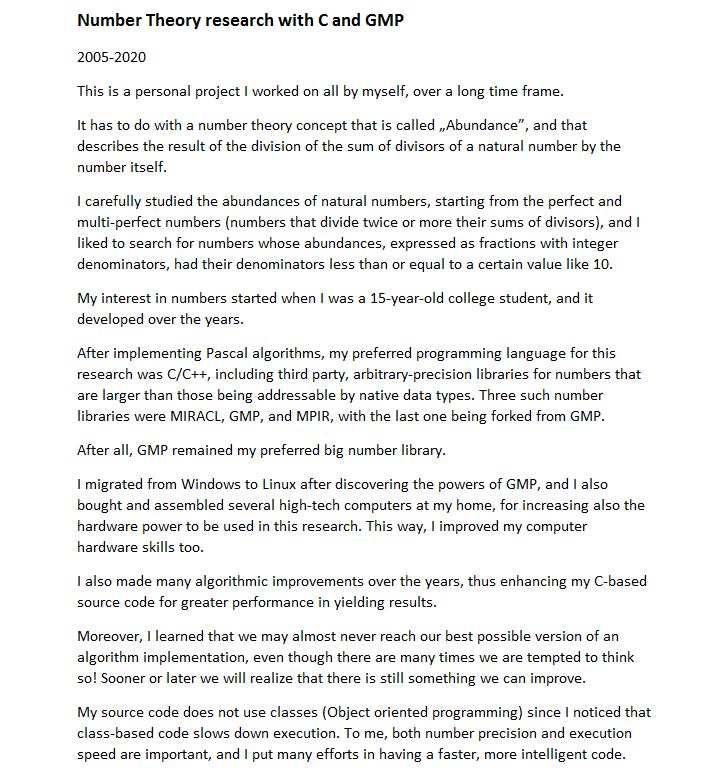 Number Theory research with C and GMP
2005-2020
This is a personal project I worked on all by myself, over a long time frame.
It has to do with a number theory concept that is called „Abundance”, and that
describes the result of the division of the sum of divisors of a natural number by the
number itself.
I carefully studied the abundances of natural numbers, starting from the perfect and
multi-perfect numbers (numbers that divide twice or more their sums of divisors), and I
liked to search for numbers whose abundances, expressed as fractions with integer
denominators, had their denominators less than or equal to a certain value like 10.
My interest in numbers started when I was a 15-year-old college student, and it
developed over the years.
After implementing Pascal algorithms, my preferred programming language for this
research was C/C++, including third party, arbitrary-precision libraries for numbers that
are larger than those being addressable by native data types. Three such number
libraries were MIRACL, GMP, and MPIR, with the last one being forked from GMP.
After all, GMP remained my preferred big number library.
I migrated from Windows to Linux after discovering the powers of GMP, and I also
bought and assembled several high-tech computers at my home, for increasing also the
hardware power to be used in this research. This way, I improved my computer
hardware skills too.
I also made many algorithmic improvements over the years, thus enhancing my C-based
source code for greater performance in yielding results.
Moreover, I learned that we may almost never reach our best possible version of an
algorithm implementation, even though there are many times we are tempted to think
so! Sooner or later we will realize that there is still something we can improve.
My source code does not use classes (Object oriented programming) since I noticed that
class-based code slows down execution. To me, both number precision and execution
speed are important, and I put many efforts in having a faster, more intelligent code.